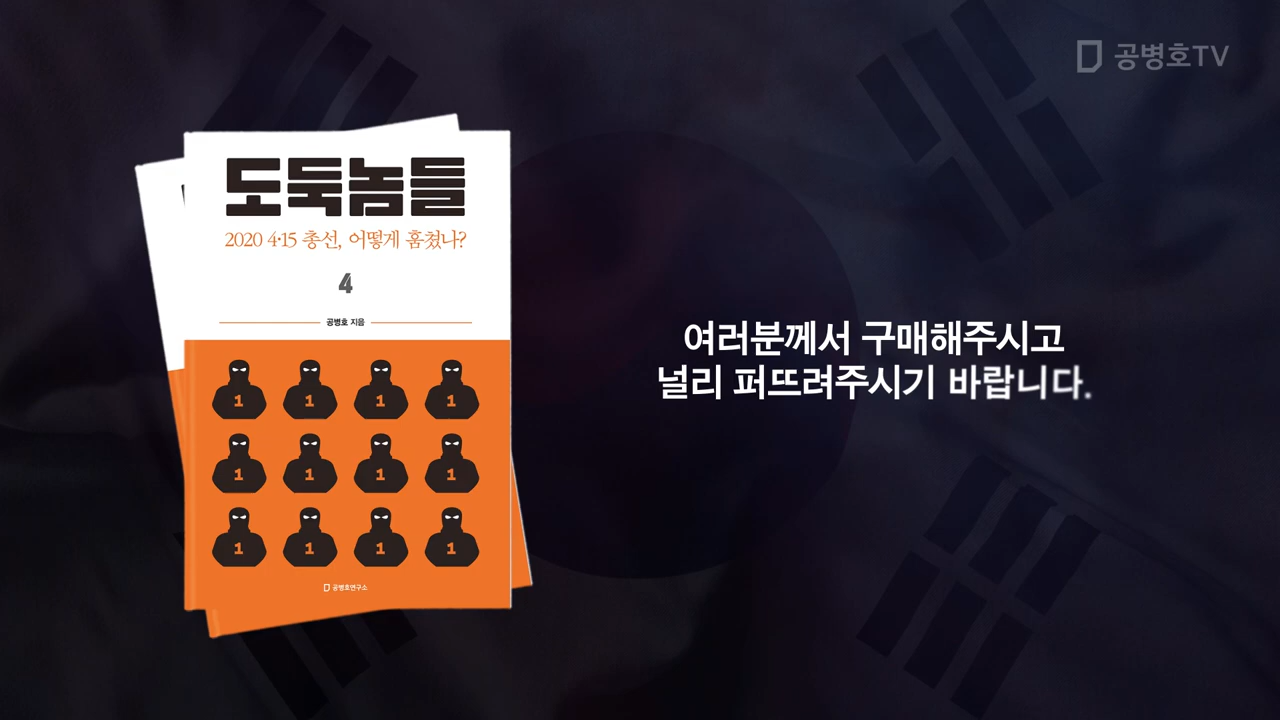 공병호TV
도둑놈들
2020 4·15 총선, 어떻게 훔쳤나?
4
공병호 지음
1 1 1 1
1 1 1 1
1 1 1 1
공병호연구소
여러분께서 구매해주시고
널리 퍼뜨려주시기 바랍니다.